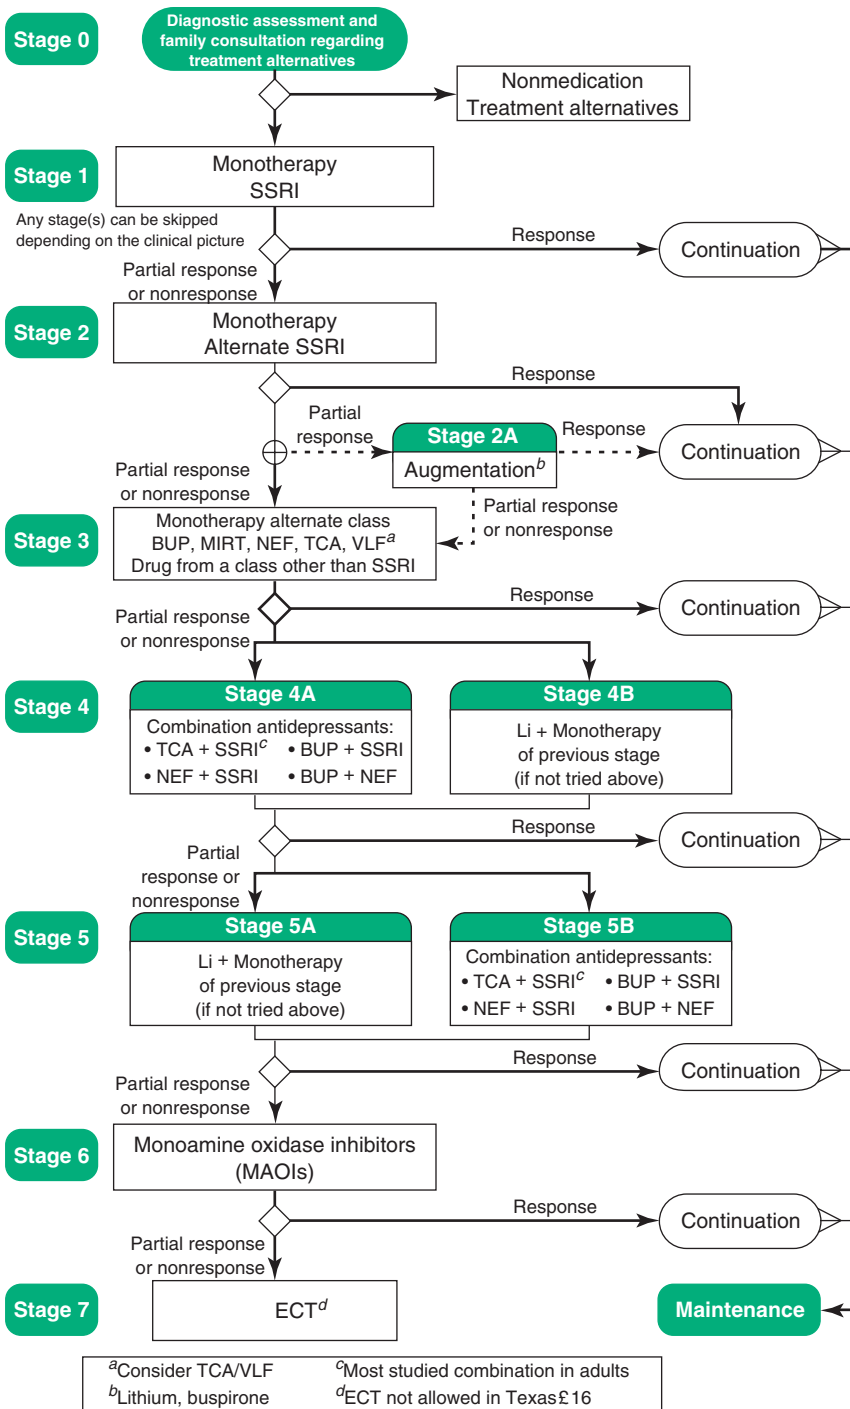 Stage 0
Diagnostic assessment and
family consultation regarding
treatment alternatives
Nonmedication
Treatment alternatives
Stage 1
Monotherapy
SSRI
Any stage(s) can be skipped
depending on the clinical picture
Response
Continuation
Partial response
or nonresponse
Stage 2
Monotherapy
Alternate SSRI
Response
Partial
response
Stage 2A
Augmentationb
Response
Continuation
Partial response
or nonresponse
Partial response
or nonresponse
Stage 3
Monotherapy alternate class
BUP, MIRT, NEF, TCA, VLFa
Drug from a class other than SSRI
Response
Continuation
Partial response
or nonresponse
Stage 4
Stage 4A
Combination antidepressants:
• TCA + SSRIc • BUP + SSRI
• NEF + SSRI • BUP + NEF
Stage 4B
Li + Monotherapy
of previous stage
(if not tried above)
Response
Continuation
Partial
response or
nonresponse
Stage 5
Stage 5A
Li + Monotherapy
of previous stage
(if not tried above)
Stage 5B
Combination antidepressants:
• TCA + SSRIc • BUP + SSRI
• NEF + SSRI • BUP + NEF
Response
Continuation
Partial response
or nonresponse
Stage 6
Monoamine oxidase inhibitors
(MAOIs)
Response
Continuation
Partial response
or nonresponse
Stage 7
ECTd
Maintenance
aConsider TCA/VLF
cMost studied combination in adults
bLithium, buspirone
dECT not allowed in Texas£16